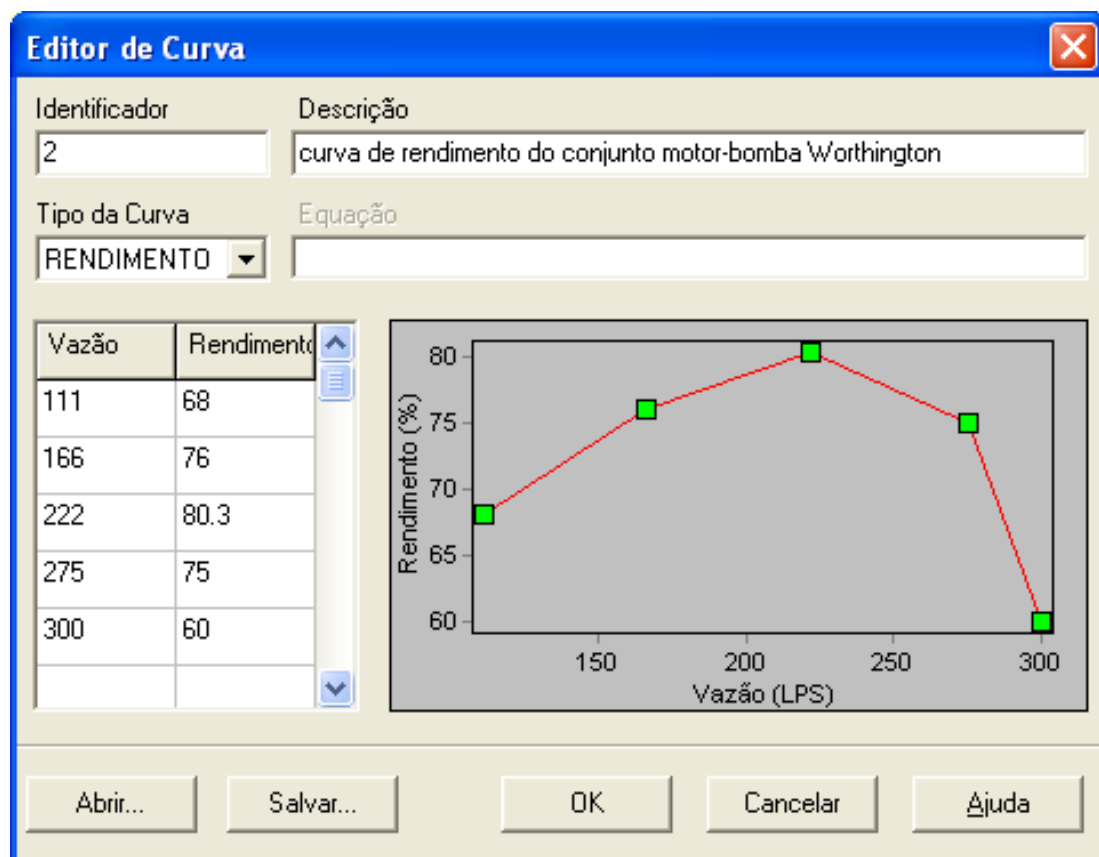 Editor de Curva
Identificador
Descrição
2
curva de rendimento do conjunto motor-bomba Worthington
Tipo da Curva
Equação
RENDIMENTO
Vazão Rendimento
111 68
166 76
222 80.3
275 75
300 60
Rendimento (%)
80
75
70
65
60
150 200 250 300
Vazão (LPS)
Abrir... Salvar... OK Cancelar Ajuda